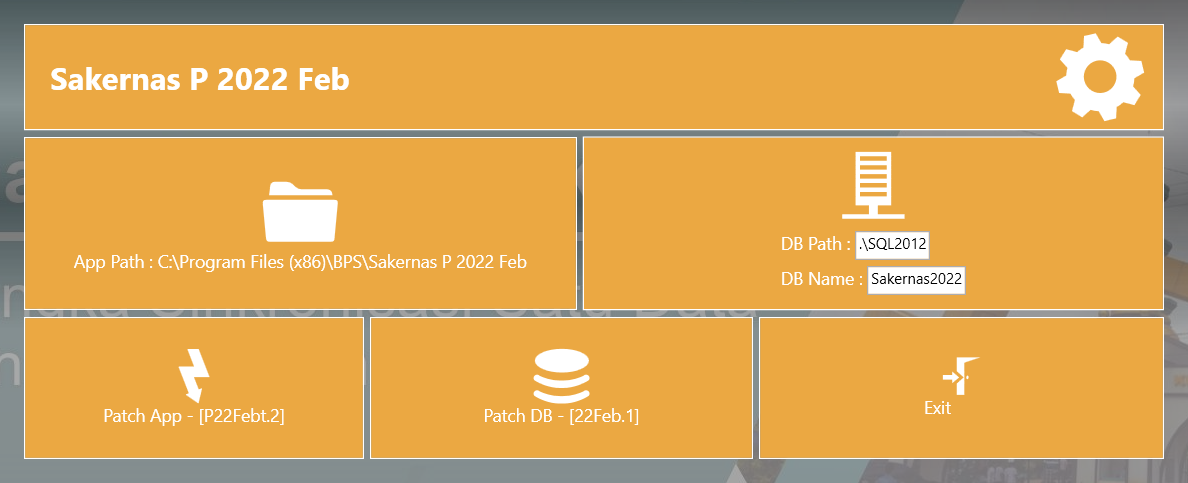 Sakernas P 2022 Feb
App Path : C:\Program Files (x86)\BPS\Sakernas P 2022 Feb
DB Path : .\SQL2012
DB Name : Sakernas2022
Patch App - [P22Febt.2]
Patch DB - [22Feb.1]
Exit